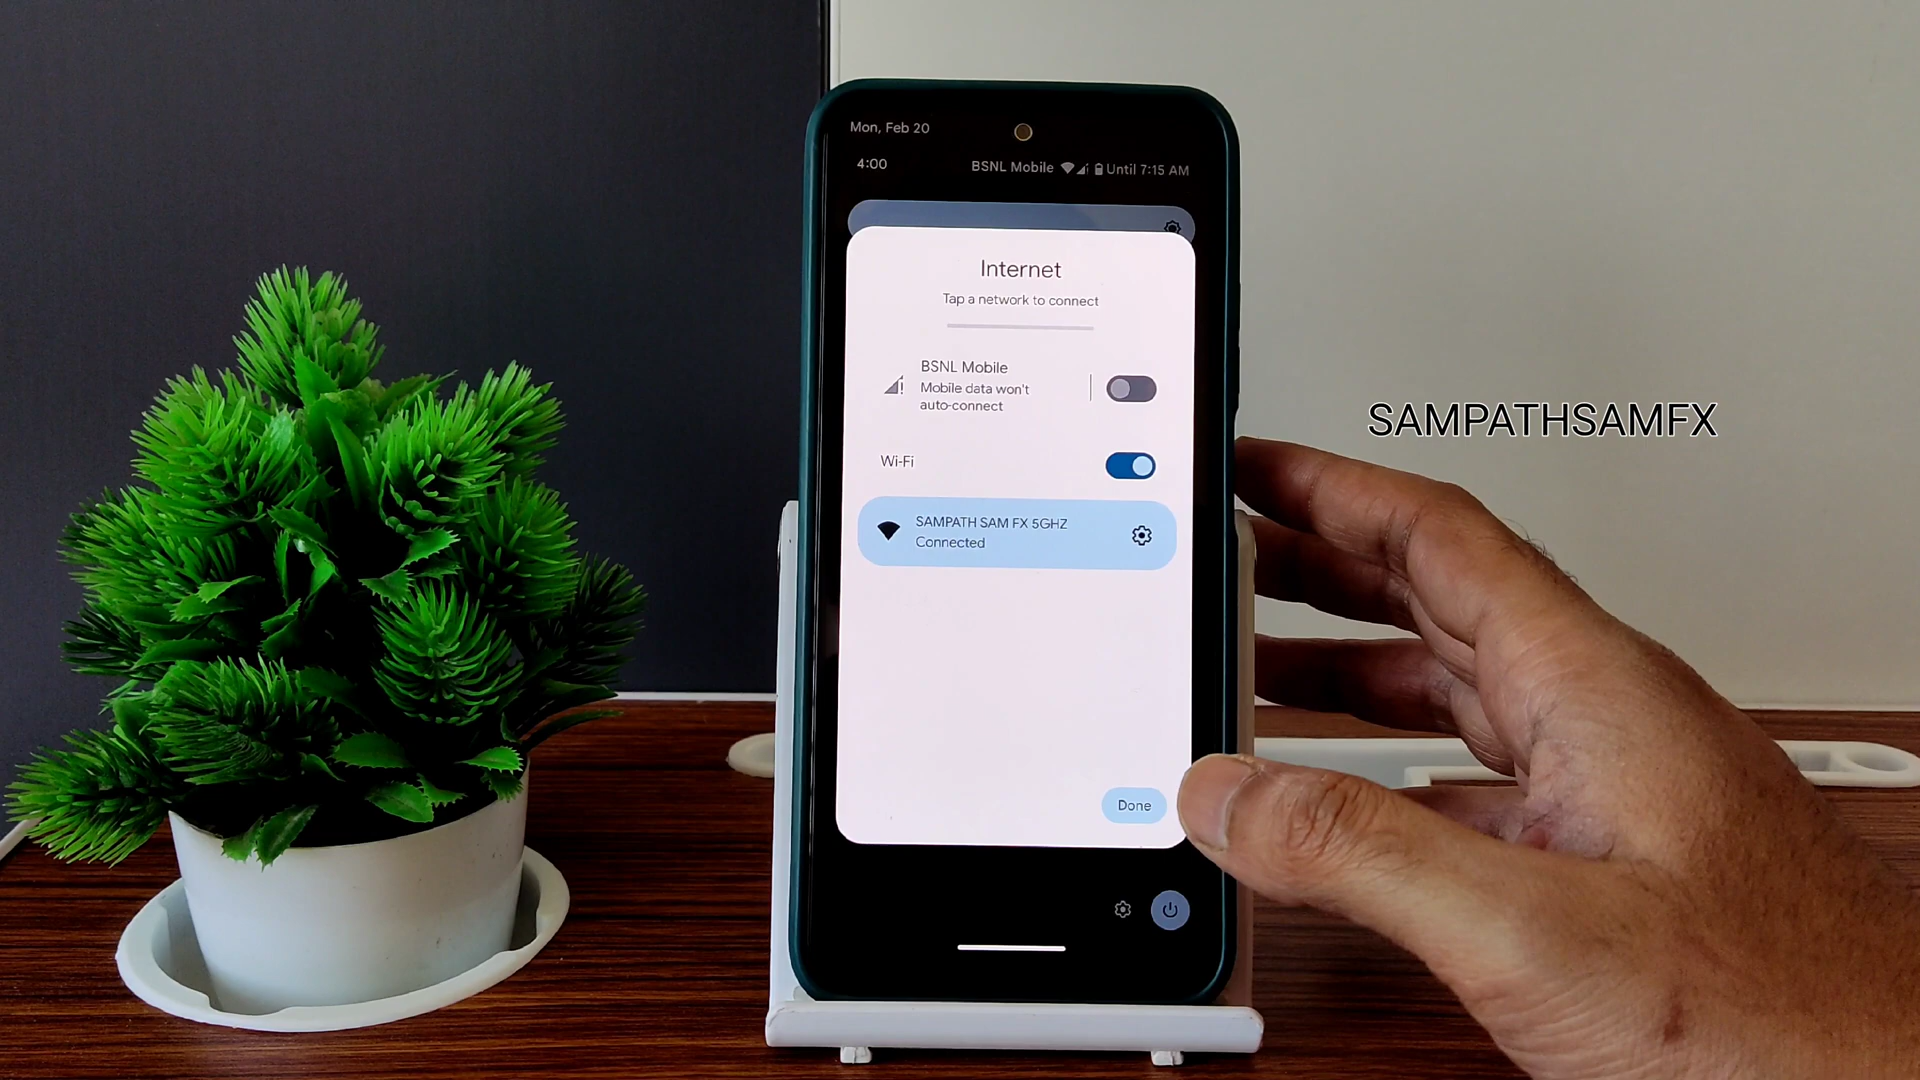 Mon, Feb 20
4:00
BSNL Mobile Until 7:15 AM
Internet
Tap a network to connect
BSNL Mobile
Mobile data won't
auto-connect
Wi-Fi
SAMPATH SAM FX 5GHZ
Connected
Done
SAMPATHSAMFX